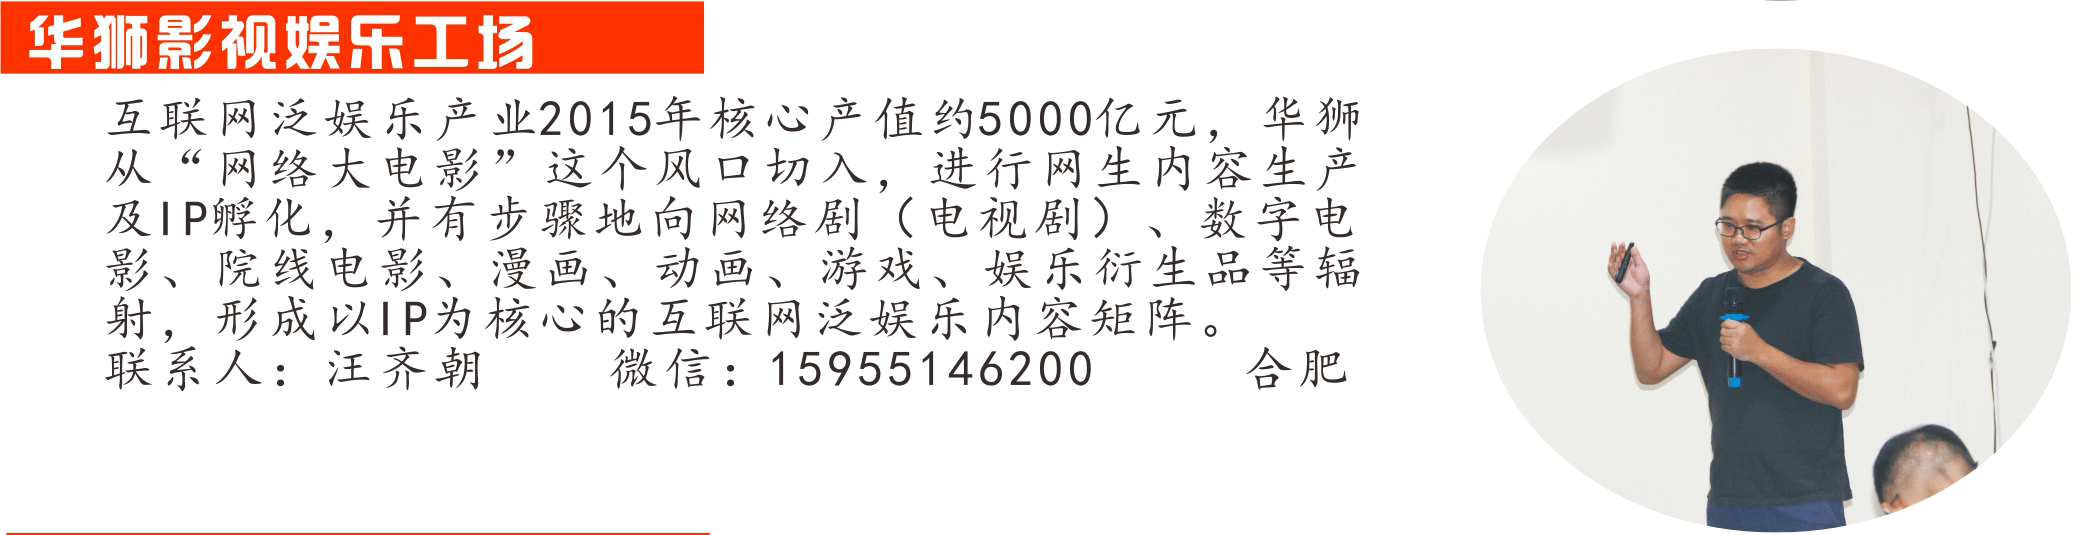 华狮影视娱乐工场
互联网泛娱乐产业2015年核心产值约5000亿元，华狮
从“网络大电影”这个风口切入，进行网生内容生产
及IP孵化，并有步骤地向网络剧（电视剧）、数字电
影、院线电影、漫画、动画、游戏、娱乐衍生品等辐
射，形成以IP为核心的互联网泛娱乐内容矩阵。
联系人：汪齐朝 微信：15955146200 合肥